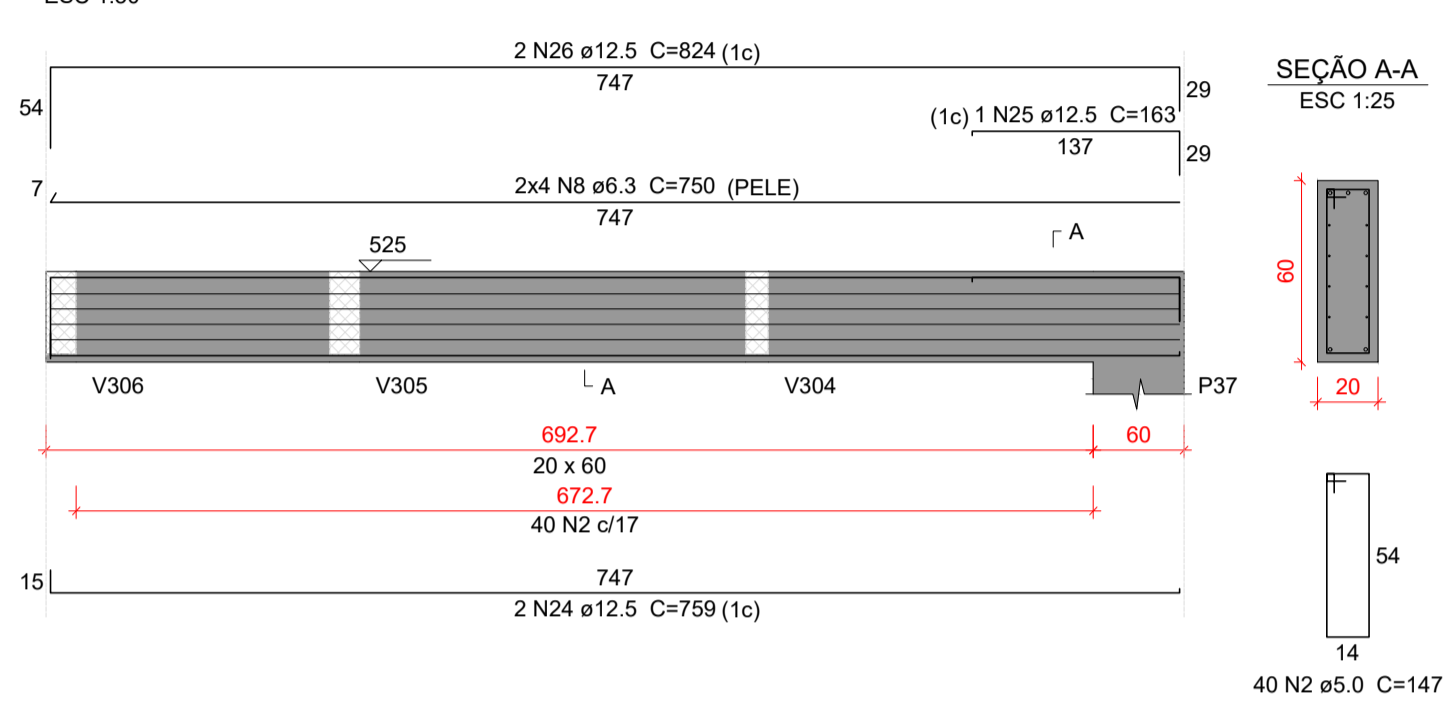 2 N26 ø12.5 C=824 (1c)
747
54
29
SEÇÃO A-A
ESC 1:25
(1c) 1 N25 ø12.5 C=163
137
29
7
2x4 N8 ø6.3 C=750 (PELE)
747
A
525
60
V306
V305
A
V304
P37
20
692.7
60
20 x 60
672.7
40 N2 c/17
54
15
747
2 N24 ø12.5 C=759 (1c)
14
40 N2 ø5.0 C=147